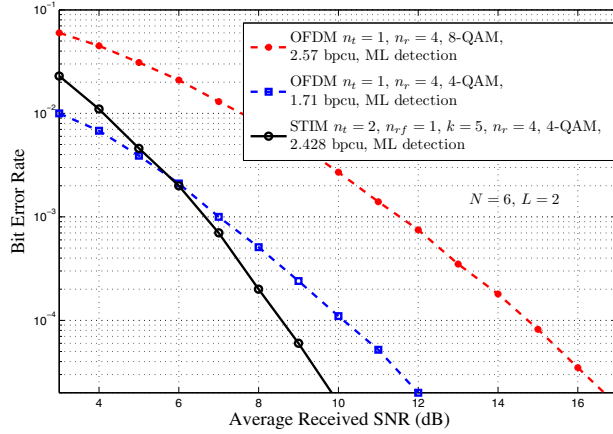 10⁻¹
OFDM n_t = 1, n_r = 4, 8-QAM,
2.57 bpcu, ML detection
OFDM n_t = 1, n_r = 4, 4-QAM,
1.71 bpcu, ML detection
STIM n_t = 2, n_{rf} = 1, k = 5, n_r = 4, 4-QAM,
2.428 bpcu, ML detection
10⁻²
N = 6, L = 2
10⁻³
10⁻⁴
Bit Error Rate
4 6 8 10 12 14 16
Average Received SNR (dB)